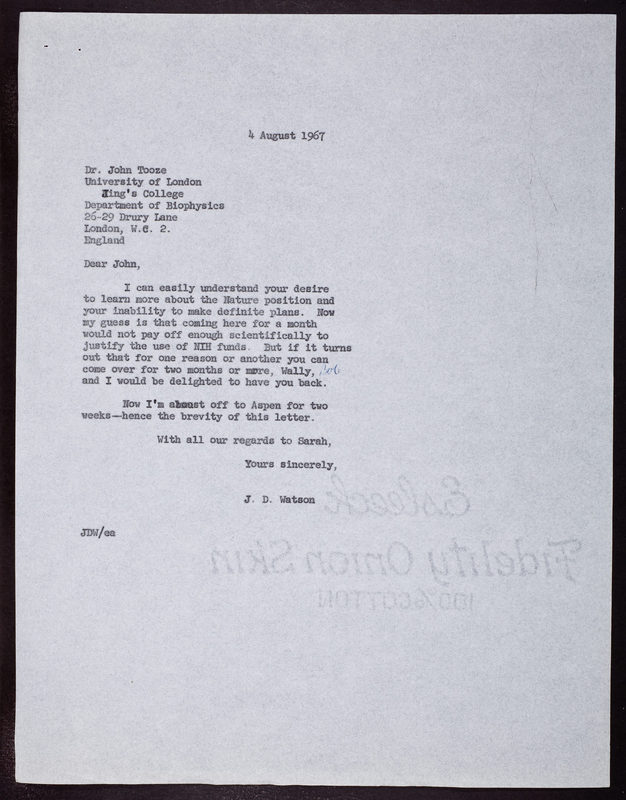 4 August 1967
Dr. John Tooze
University of London
King's College
Department of Biophysics
26-29 Drury Lane
London, W.C. 2.
England
Dear John,
I can easily understand your desire
to learn more about the Nature position and
your inability to make definite plans. Now
my guess is that coming here for a month
would not pay off enough scientifically to
justify the use of NIH funds. But if it turns
out that for one reason or another you can
come over for two months or more, Wally, Bob
and I would be delighted to have you back.
Now I'm about off to Aspen for two
weeks—hence the brevity of this letter.
With all our regards to Sarah,
Yours sincerely,
J. D. Watson
JDW/ea
Esleeck
Fidelity Onion Skin
100% COTTON